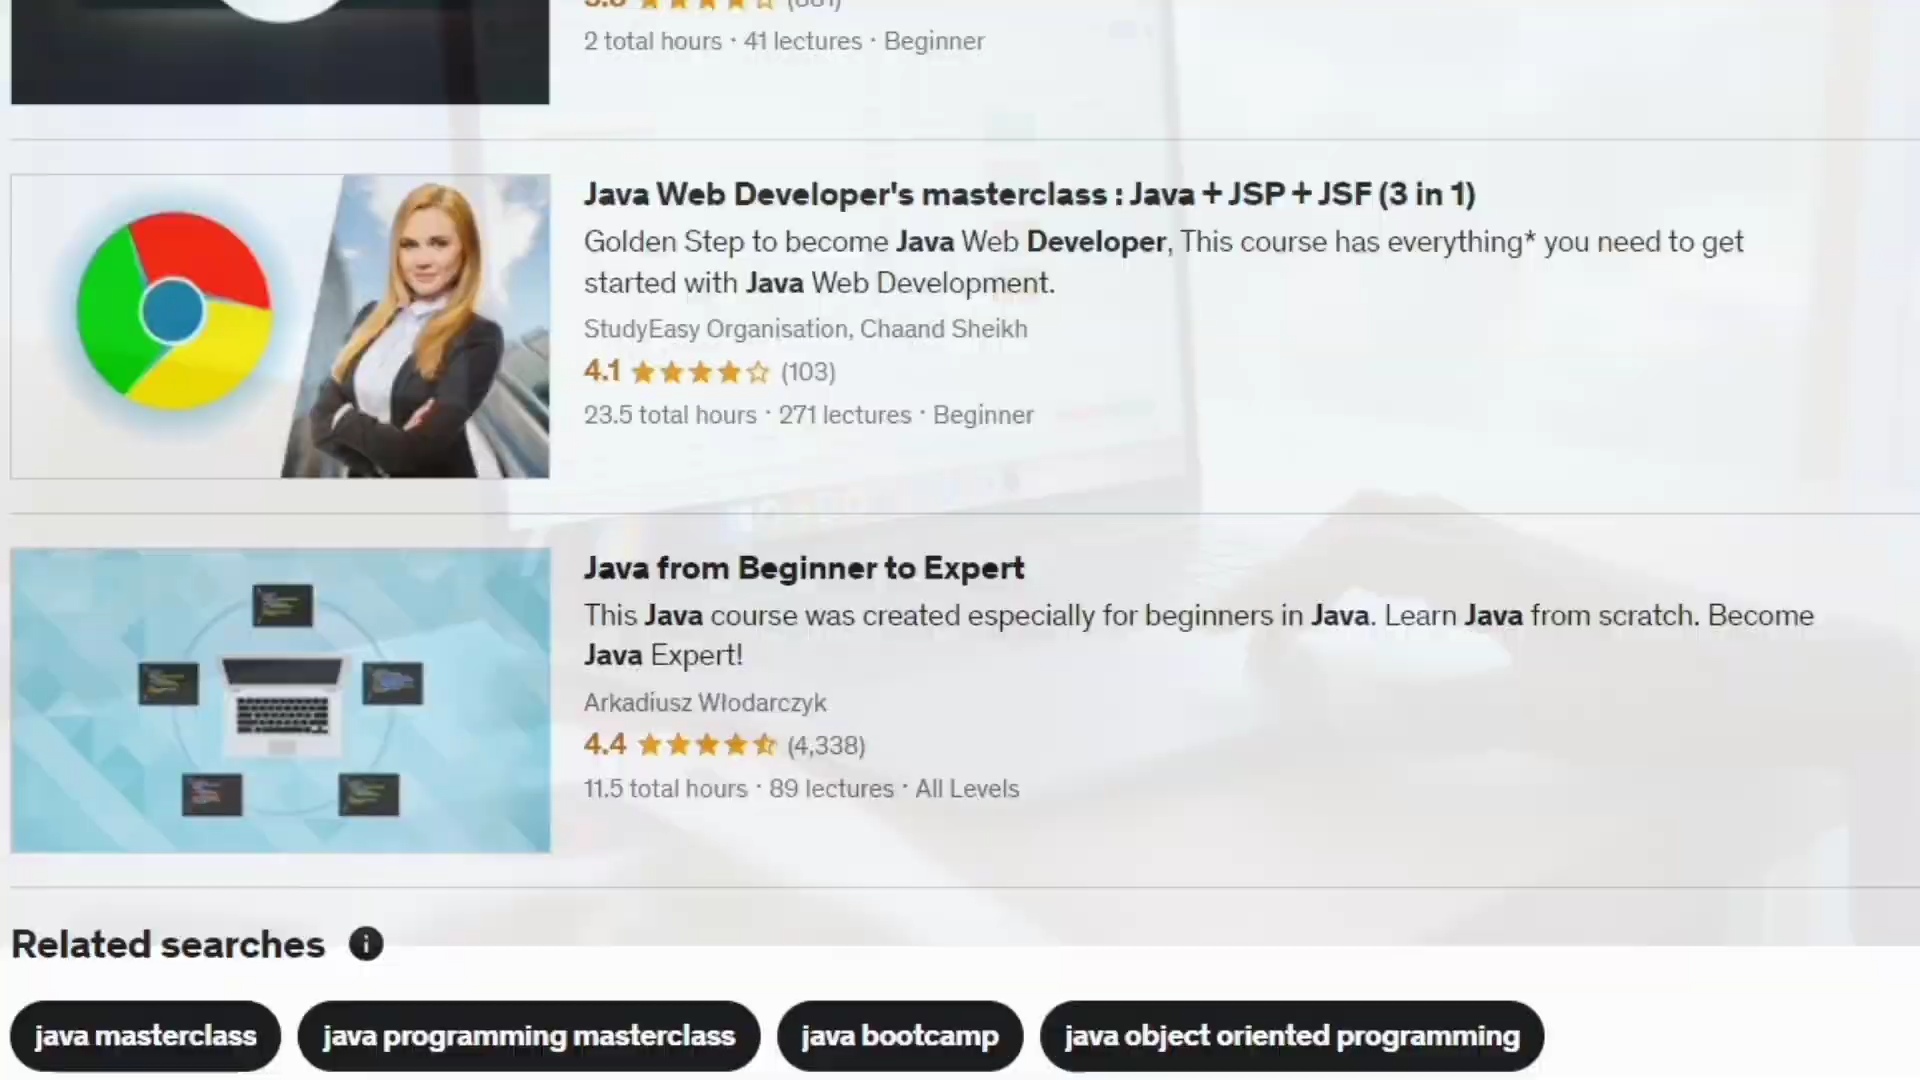 2 total hours · 41 lectures · Beginner
Java Web Developer's masterclass : Java + JSP + JSF (3 in 1)
Golden Step to become Java Web Developer, This course has everything* you need to get
started with Java Web Development.
StudyEasy Organisation, Chaand Sheikh
4.1 (103)
23.5 total hours · 271 lectures · Beginner
Java from Beginner to Expert
This Java course was created especially for beginners in Java. Learn Java from scratch. Become
Java Expert!
Arkadiusz Włodarczyk
4.4 (4,338)
11.5 total hours · 89 lectures · All Levels
Related searches
java masterclass
java programming masterclass
java bootcamp
java object oriented programming